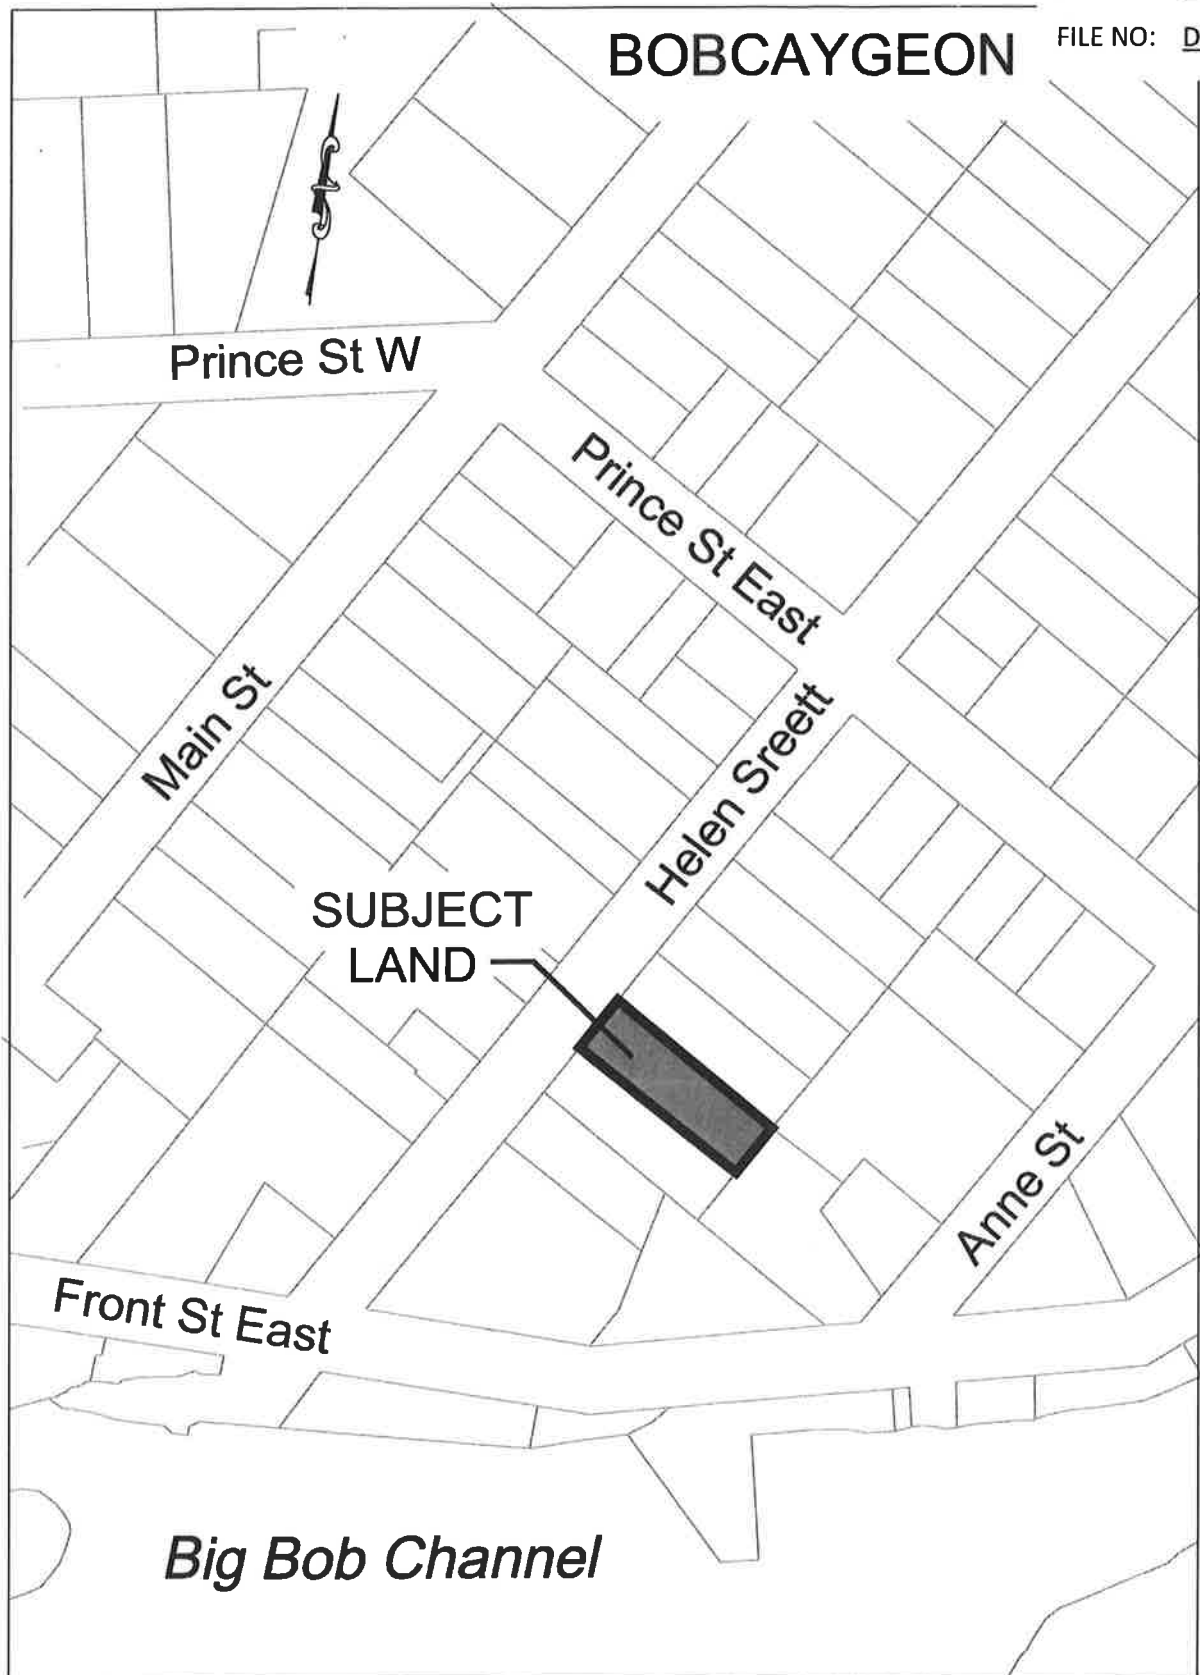 BOBCAYGEON
FILE NO: D
Prince St W
Prince St East
Main St
Helen Sreett
SUBJECT
LAND
Anne St
Front St East
Big Bob Channel